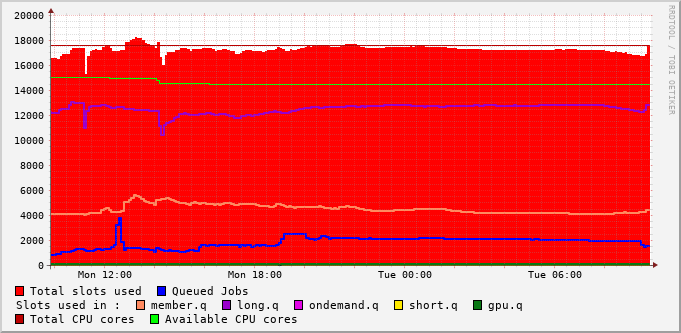 RRDTOOL / TOBI OETIKER
20000
18000
16000
14000
12000
10000
8000
6000
4000
2000
0
Mon 12:00 Mon 18:00 Tue 00:00 Tue 06:00
Total slots used Queued Jobs
Slots used in : member.q long.q ondemand.q short.q gpu.q
Total CPU cores Available CPU cores